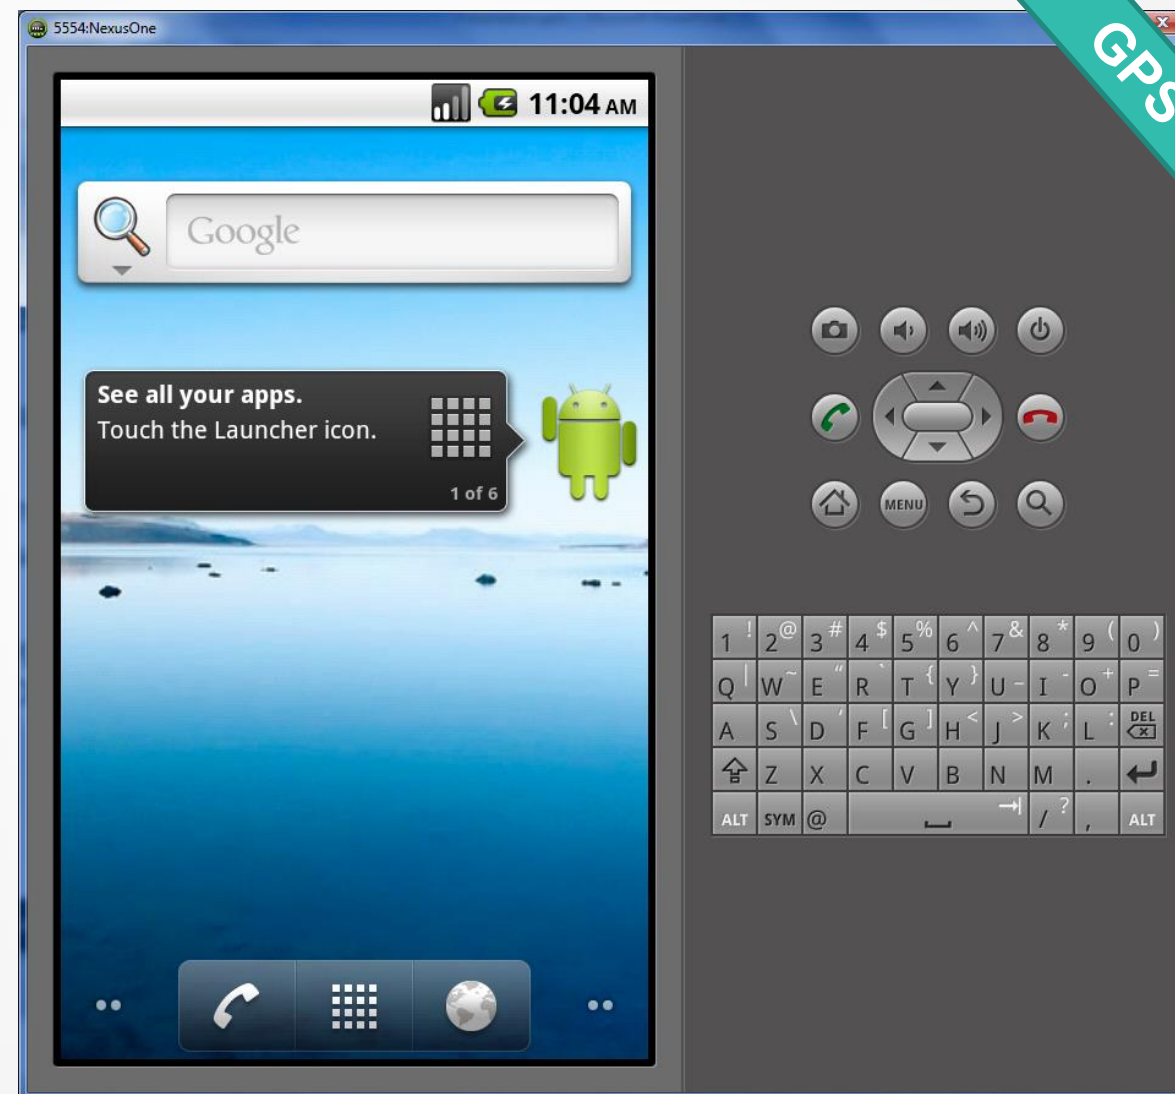 5554:NexusOne
GPS
11:04 AM
Google
See all your apps.
Touch the Launcher icon.
1 of 6
MENU
1 ! 2 @ 3 # 4 $ 5 % 6 ^ 7 & 8 * 9 ( 0 )
Q | W ~ E “ R ` T { Y } U _ I - O + P =
A S \ D ‘ F [ G ] H < J > K ; L : DEL
Z X C V B N M .
ALT SYM @ / ? , ALT